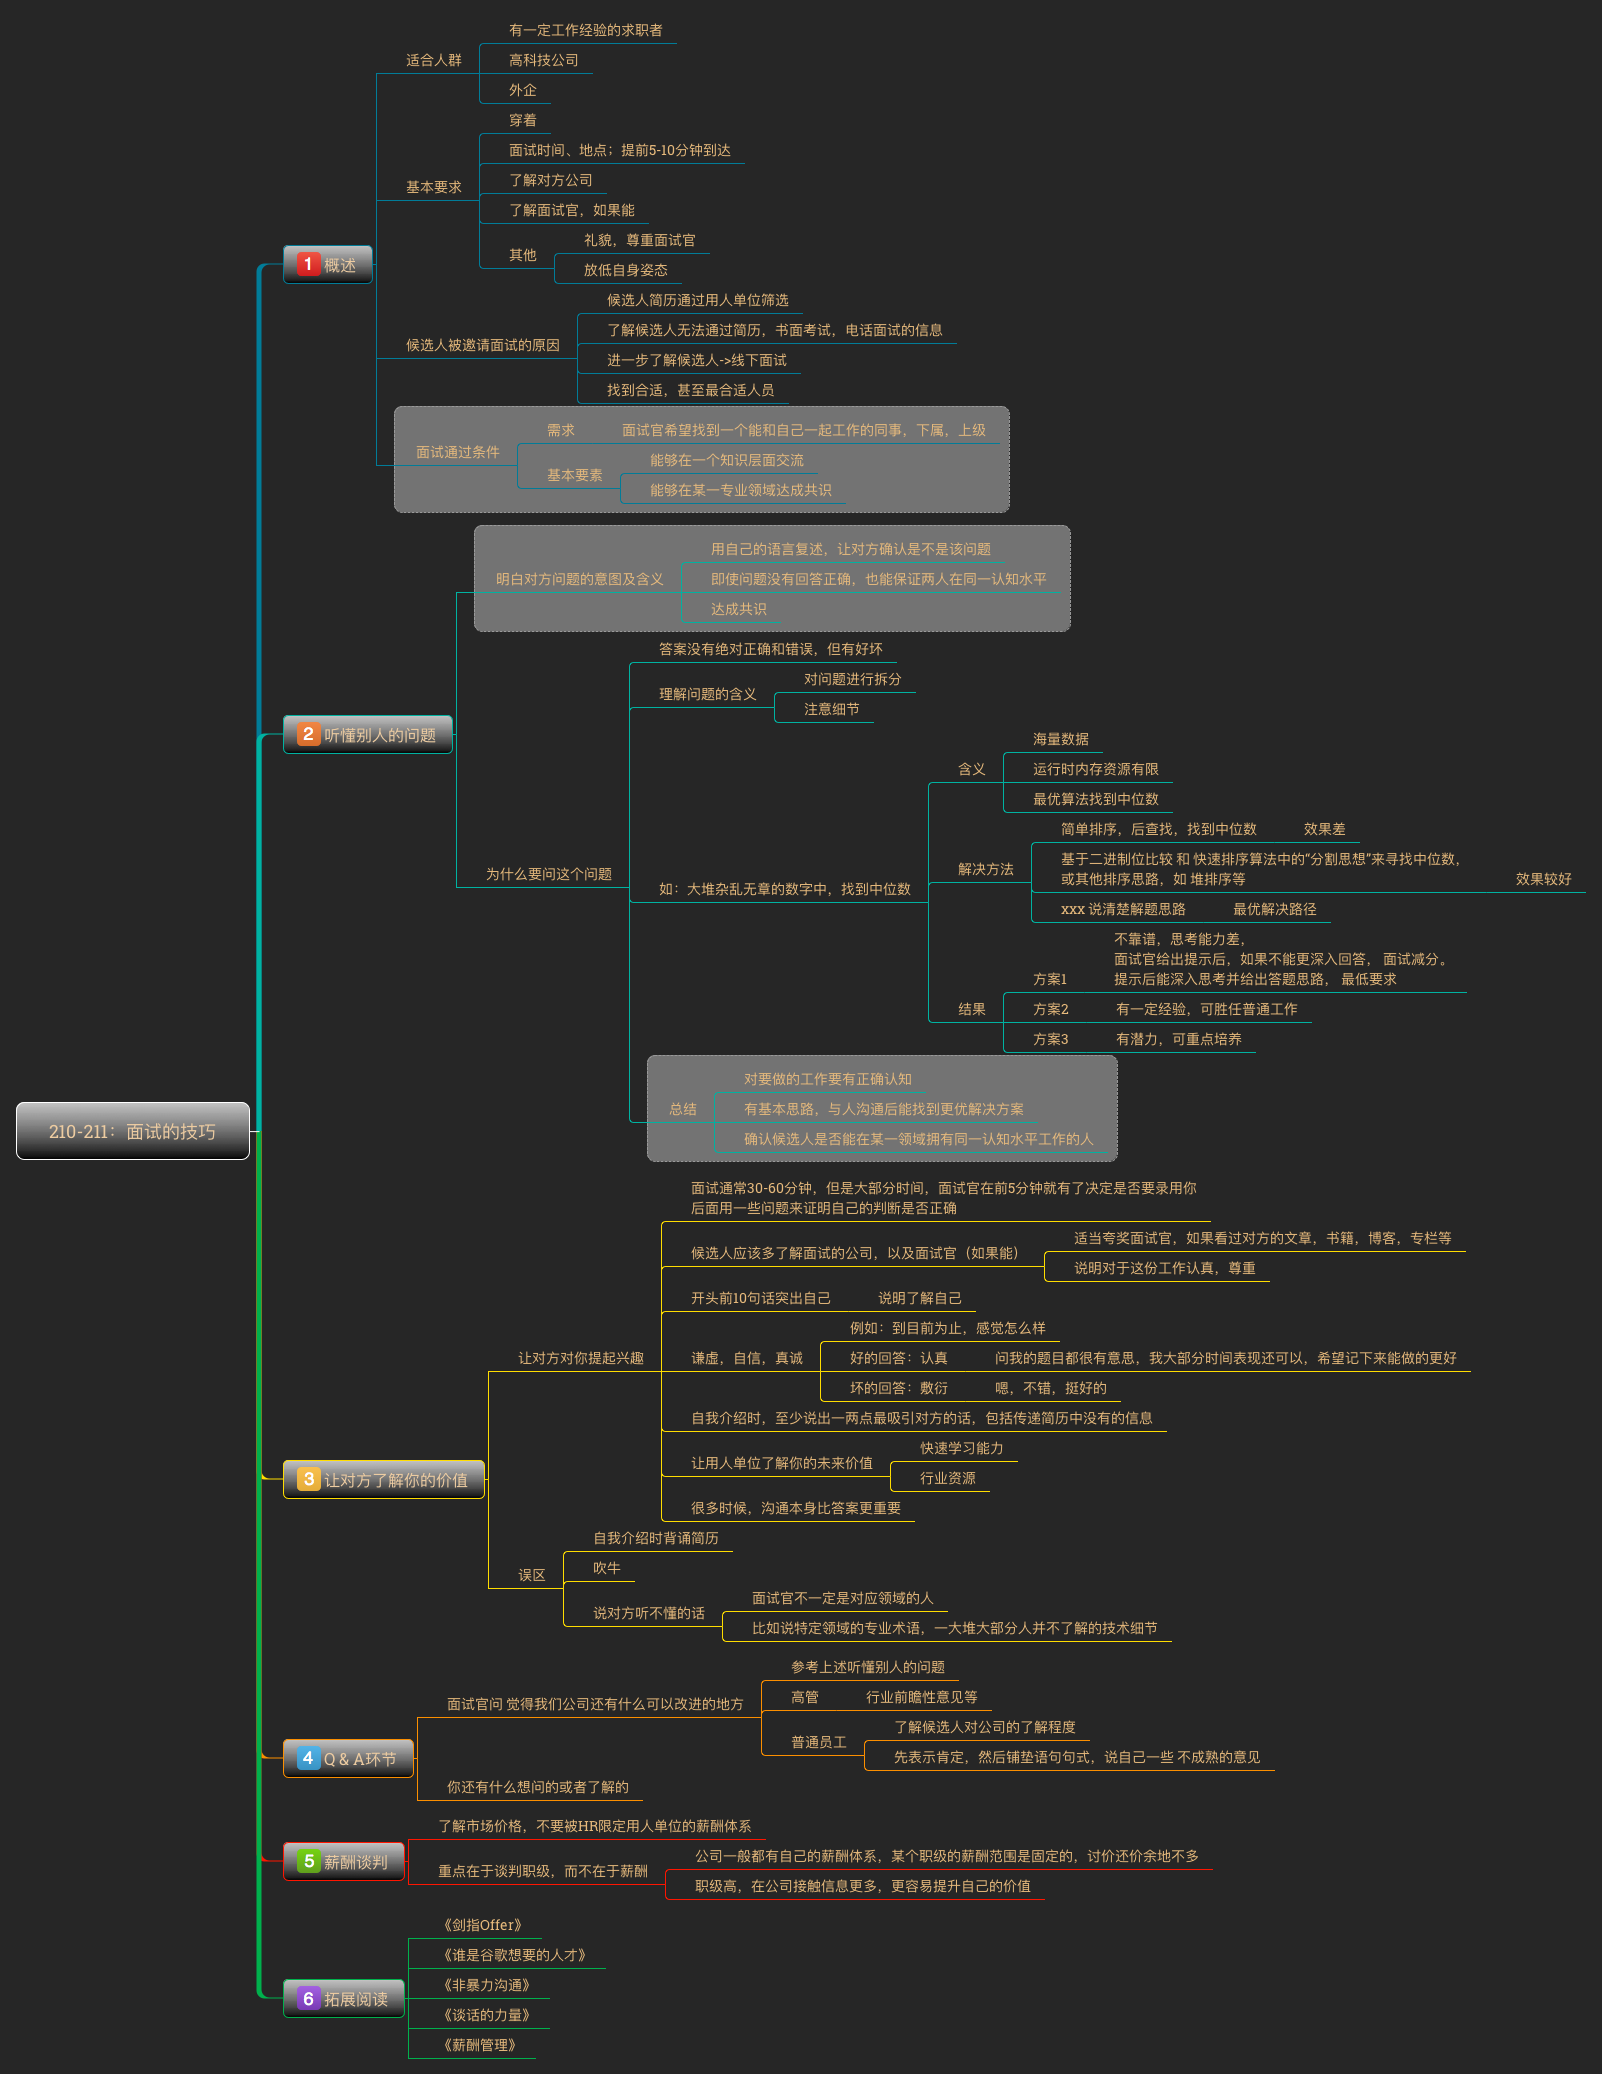 210-211：面试的技巧
1 概述
适合人群
有一定工作经验的求职者
高科技公司
外企
基本要求
穿着
面试时间、地点；提前5-10分钟到达
了解对方公司
了解面试官，如果能
其他
礼貌，尊重面试官
放低自身姿态
候选人被邀请面试的原因
候选人简历通过用人单位筛选
了解候选人无法通过简历，书面考试，电话面试的信息
进一步了解候选人->线下面试
找到合适，甚至最合适人员
面试通过条件
需求
面试官希望找到一个能和自己一起工作的同事，下属，上级
基本要素
能够在一个知识层面交流
能够在某一专业领域达成共识
2 听懂别人的问题
明白对方问题的意图及含义
用自己的语言复述，让对方确认是不是该问题
即使问题没有回答正确，也能保证两人在同一认知水平
达成共识
为什么要问这个问题
答案没有绝对正确和错误，但有好坏
理解问题的含义
对问题进行拆分
注意细节
如：大堆杂乱无章的数字中，找到中位数
含义
海量数据
运行时内存资源有限
最优算法找到中位数
解决方法
简单排序，后查找，找到中位数
效果差
基于二进制位比较 和 快速排序算法中的“分割思想”来寻找中位数，
或其他排序思路，如 堆排序等
效果较好
xxx 说清楚解题思路
最优解决路径
结果
方案1
不靠谱，思考能力差，
面试官给出提示后，如果不能更深入回答， 面试减分。
提示后能深入思考并给出答题思路， 最低要求
方案2
有一定经验，可胜任普通工作
方案3
有潜力，可重点培养
总结
对要做的工作要有正确认知
有基本思路，与人沟通后能找到更优解决方案
确认候选人是否能在某一领域拥有同一认知水平工作的人
3 让对方了解你的价值
让对方对你提起兴趣
面试通常30-60分钟，但是大部分时间，面试官在前5分钟就有了决定是否要录用你
后面用一些问题来证明自己的判断是否正确
候选人应该多了解面试的公司，以及面试官（如果能）
适当夸奖面试官，如果看过对方的文章，书籍，博客，专栏等
说明对于这份工作认真，尊重
开头前10句话突出自己
说明了解自己
谦虚，自信，真诚
例如：到目前为止，感觉怎么样
好的回答：认真
问我的题目都很有意思，我大部分时间表现还可以，希望记下来能做的更好
坏的回答：敷衍
嗯，不错，挺好的
自我介绍时，至少说出一两点最吸引对方的话，包括传递简历中没有的信息
让用人单位了解你的未来价值
快速学习能力
行业资源
很多时候，沟通本身比答案更重要
误区
自我介绍时背诵简历
吹牛
说对方听不懂的话
面试官不一定是对应领域的人
比如说特定领域的专业术语，一大堆大部分人并不了解的技术细节
4 Q & A环节
面试官问 觉得我们公司还有什么可以改进的地方
参考上述听懂别人的问题
高管
行业前瞻性意见等
普通员工
了解候选人对公司的了解程度
先表示肯定，然后铺垫语句句式，说自己一些 不成熟的意见
你还有什么想问的或者了解的
5 薪酬谈判
了解市场价格，不要被HR限定用人单位的薪酬体系
重点在于谈判职级，而不在于薪酬
公司一般都有自己的薪酬体系，某个职级的薪酬范围是固定的，讨价还价余地不多
职级高，在公司接触信息更多，更容易提升自己的价值
6 拓展阅读
《剑指Offer》
《谁是谷歌想要的人才》
《非暴力沟通》
《谈话的力量》
《薪酬管理》